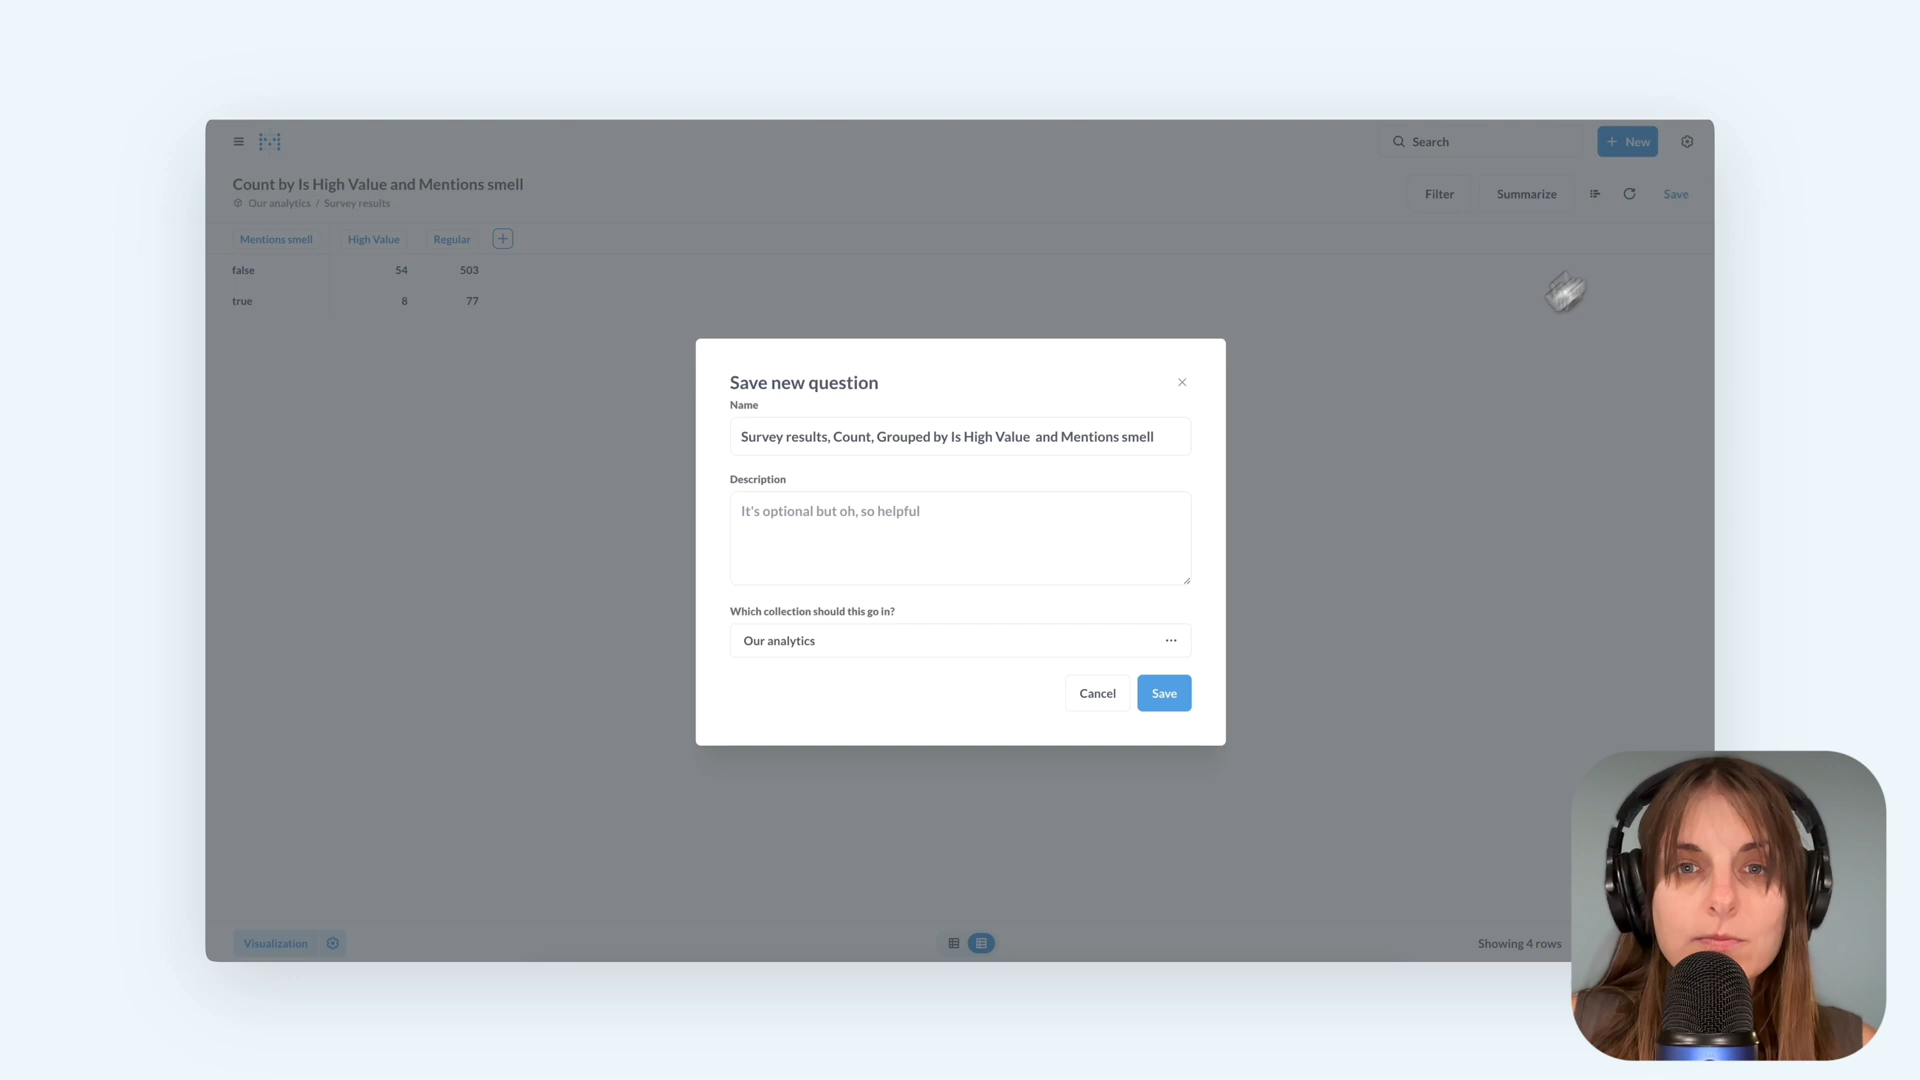 Search
+ New
Count by Is High Value and Mentions smell
Our analytics / Survey results
Filter
Summarize
Save
Mentions smell
High Value
Regular
false 54 503
true 8 77
Save new question
Name
Survey results, Count, Grouped by Is High Value  and Mentions smell
Description
It's optional but oh, so helpful
Which collection should this go in?
Our analytics
Cancel
Save
Visualization
Showing 4 rows